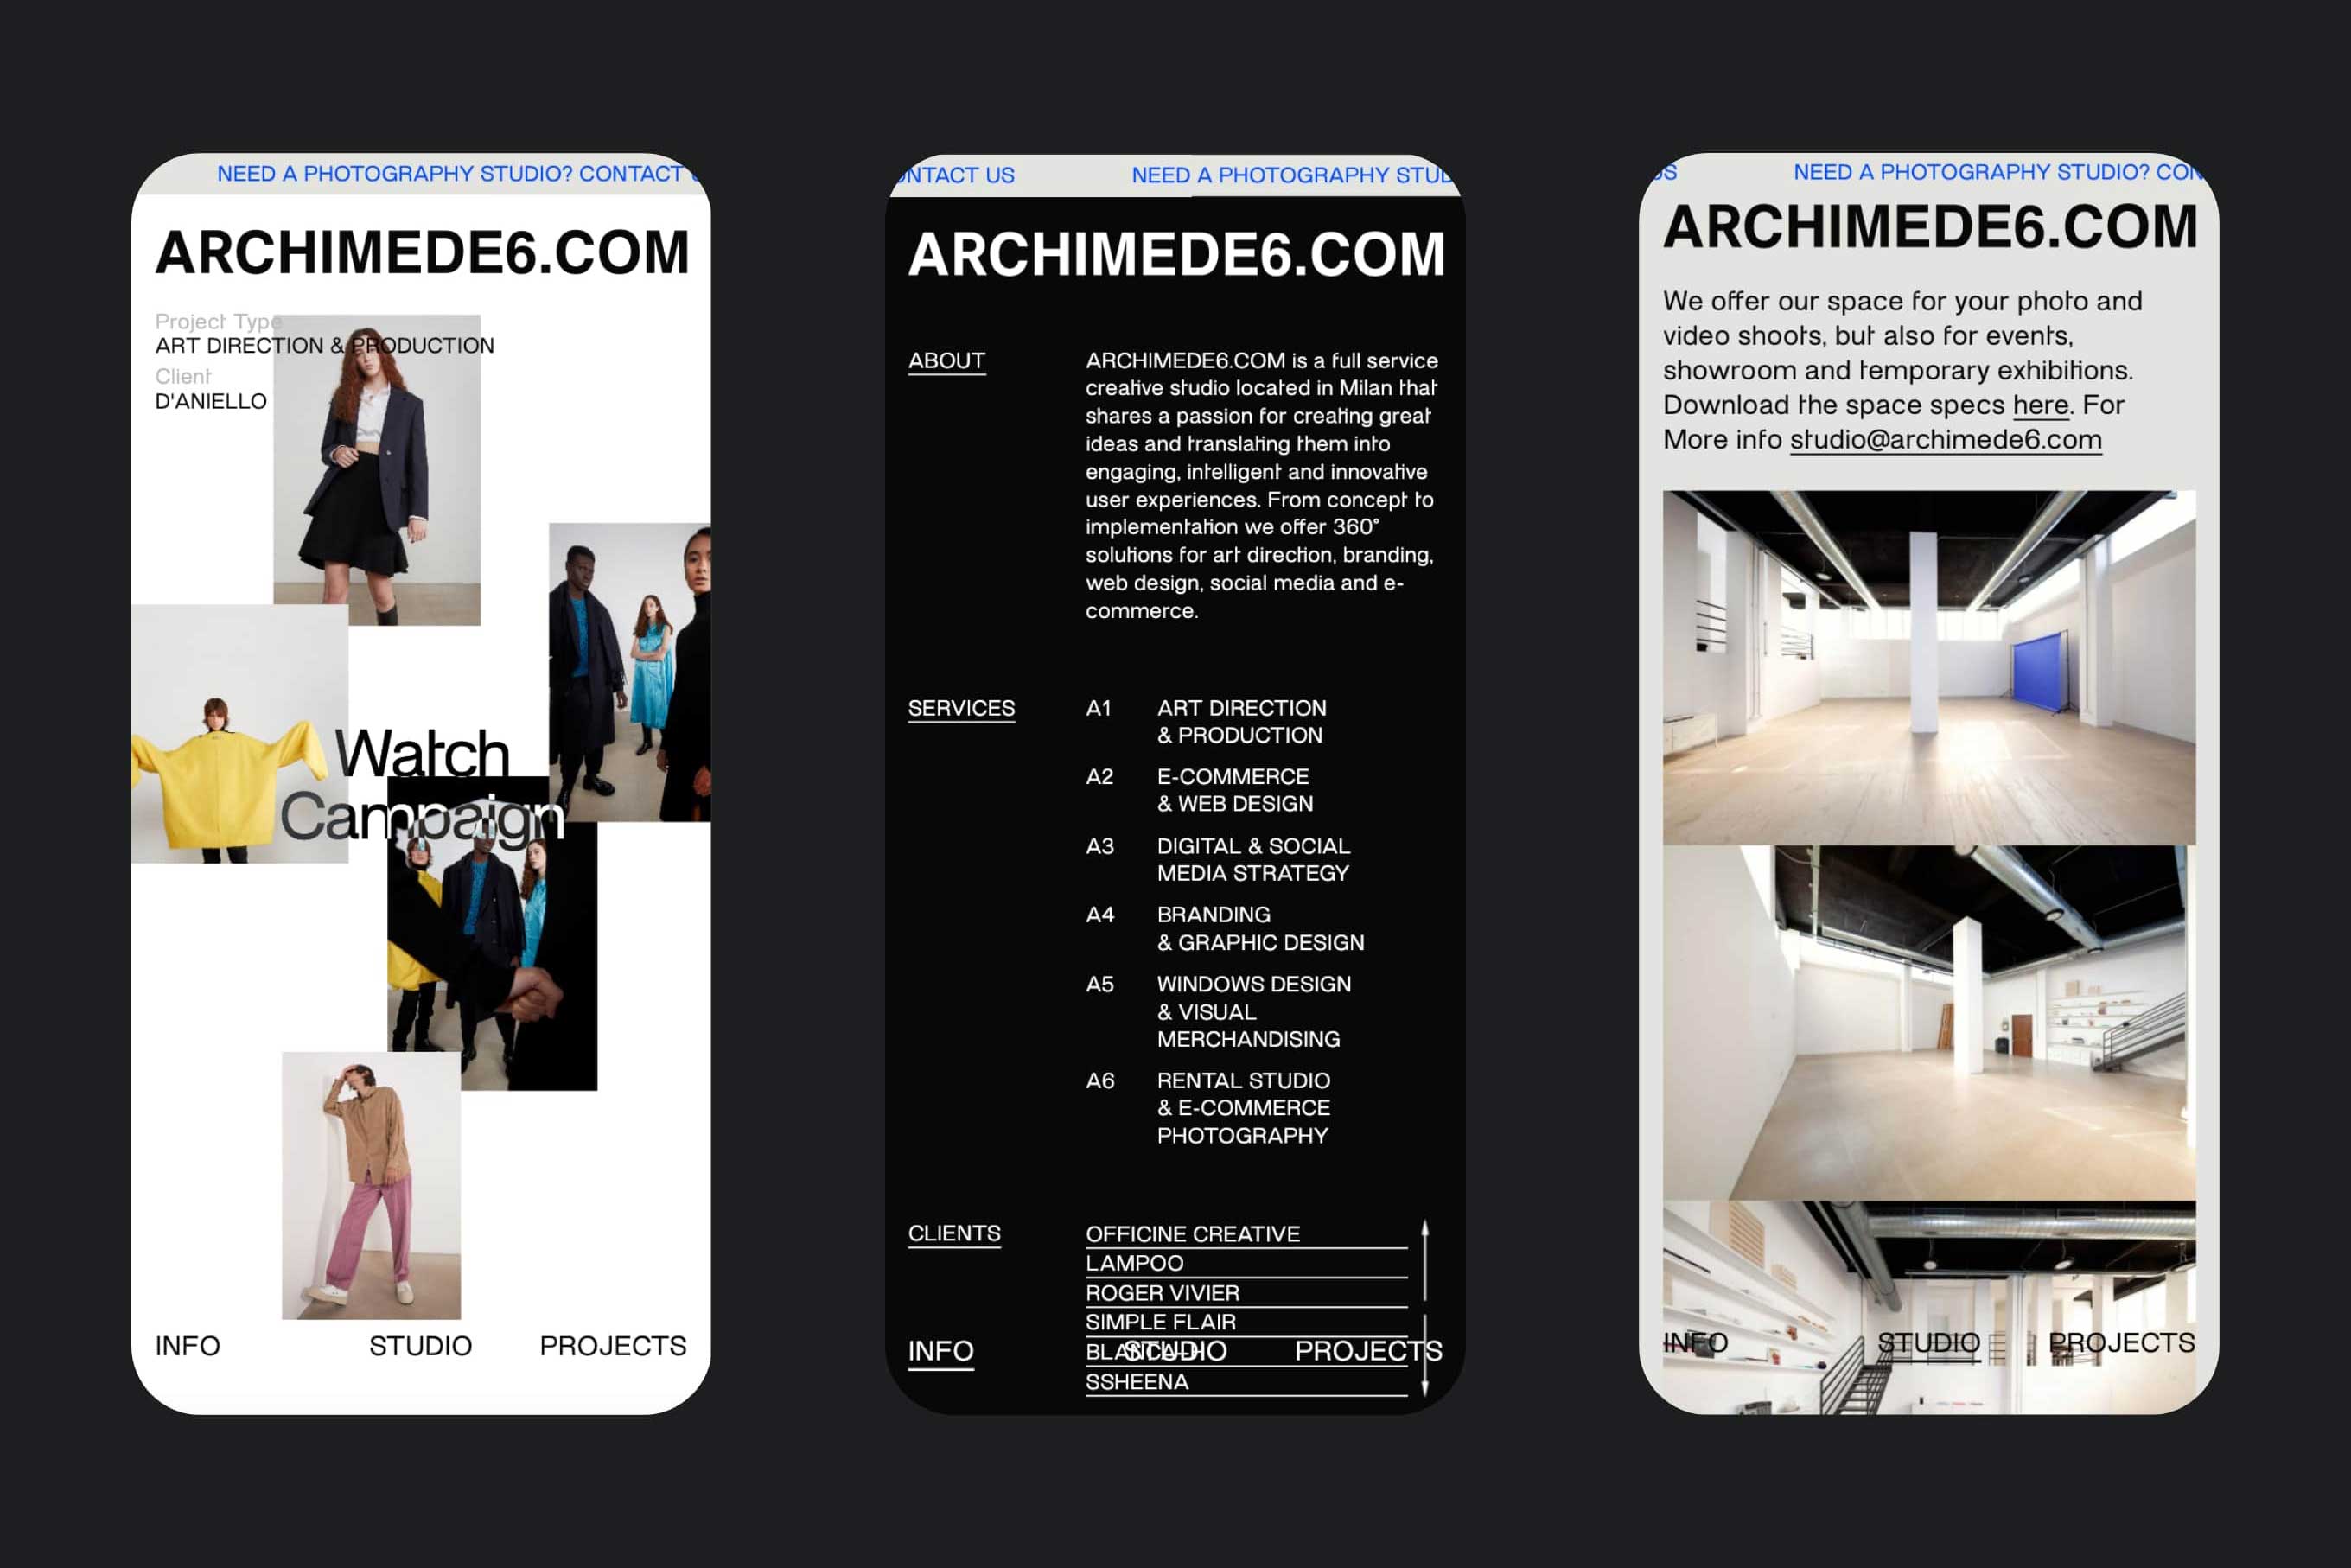 NEED A PHOTOGRAPHY STUDIO? CONTACT
ARCHIMEDE6.COM
Project Type
ART DIRECTION & PRODUCTION
Client
D'ANIELLO
Watch
Campaign
INFO STUDIO PROJECTS
CONTACT US NEED A PHOTOGRAPHY STUD
ARCHIMEDE6.COM
ABOUT
ARCHIMEDE6.COM is a full service
creative studio located in Milan that
shares a passion for creating great
ideas and translating them into
engaging, intelligent and innovative
user experiences. From concept to
implementation we offer 360°
solutions for art direction, branding,
web design, social media and e-
commerce.
SERVICES
A1 ART DIRECTION
& PRODUCTION
A2 E-COMMERCE
& WEB DESIGN
A3 DIGITAL & SOCIAL
MEDIA STRATEGY
A4 BRANDING
& GRAPHIC DESIGN
A5 WINDOWS DESIGN
& VISUAL
MERCHANDISING
A6 RENTAL STUDIO
& E-COMMERCE
PHOTOGRAPHY
CLIENTS
OFFICINE CREATIVE
LAMPOO
ROGER VIVIER
SIMPLE FLAIR
SSHEENA
INFO STUDIO PROJECTS
US NEED A PHOTOGRAPHY STUDIO? CON
ARCHIMEDE6.COM
We offer our space for your photo and
video shoots, but also for events,
showroom and temporary exhibitions.
Download the space specs here. For
More info studio@archimede6.com
INFO STUDIO PROJECTS